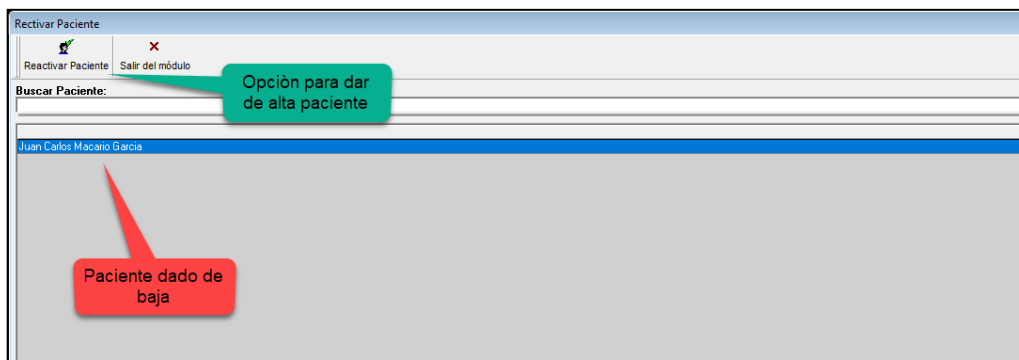 Rectivar Paciente
Reactivar Paciente
Salir del módulo
Opciòn para dar
de alta paciente
Buscar Paciente:
Juan Carlos Macario Garcia
Paciente dado de
baja